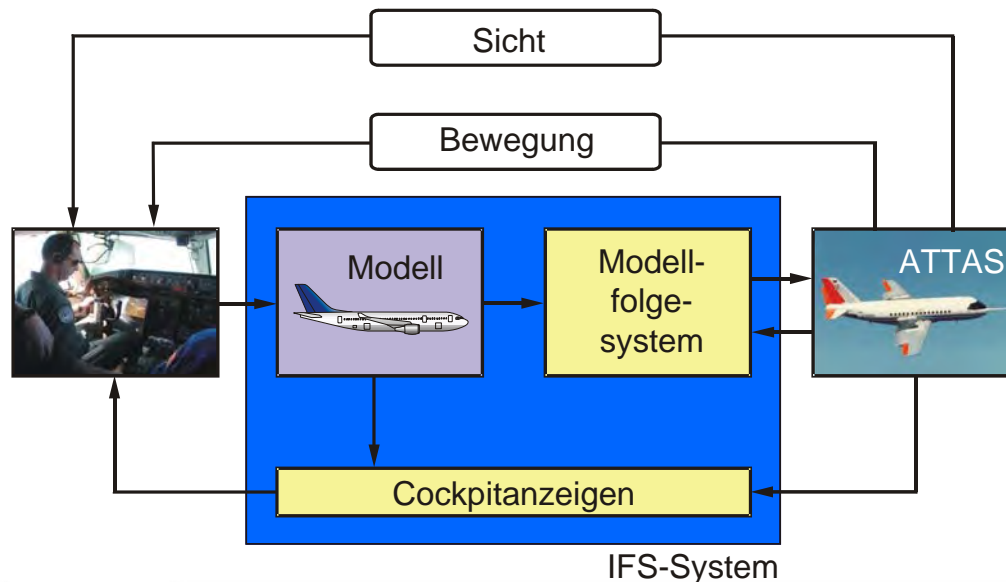 Sicht
Bewegung
Modell
Modell-
folge-
system
ATTAS
Cockpitanzeigen
IFS-System